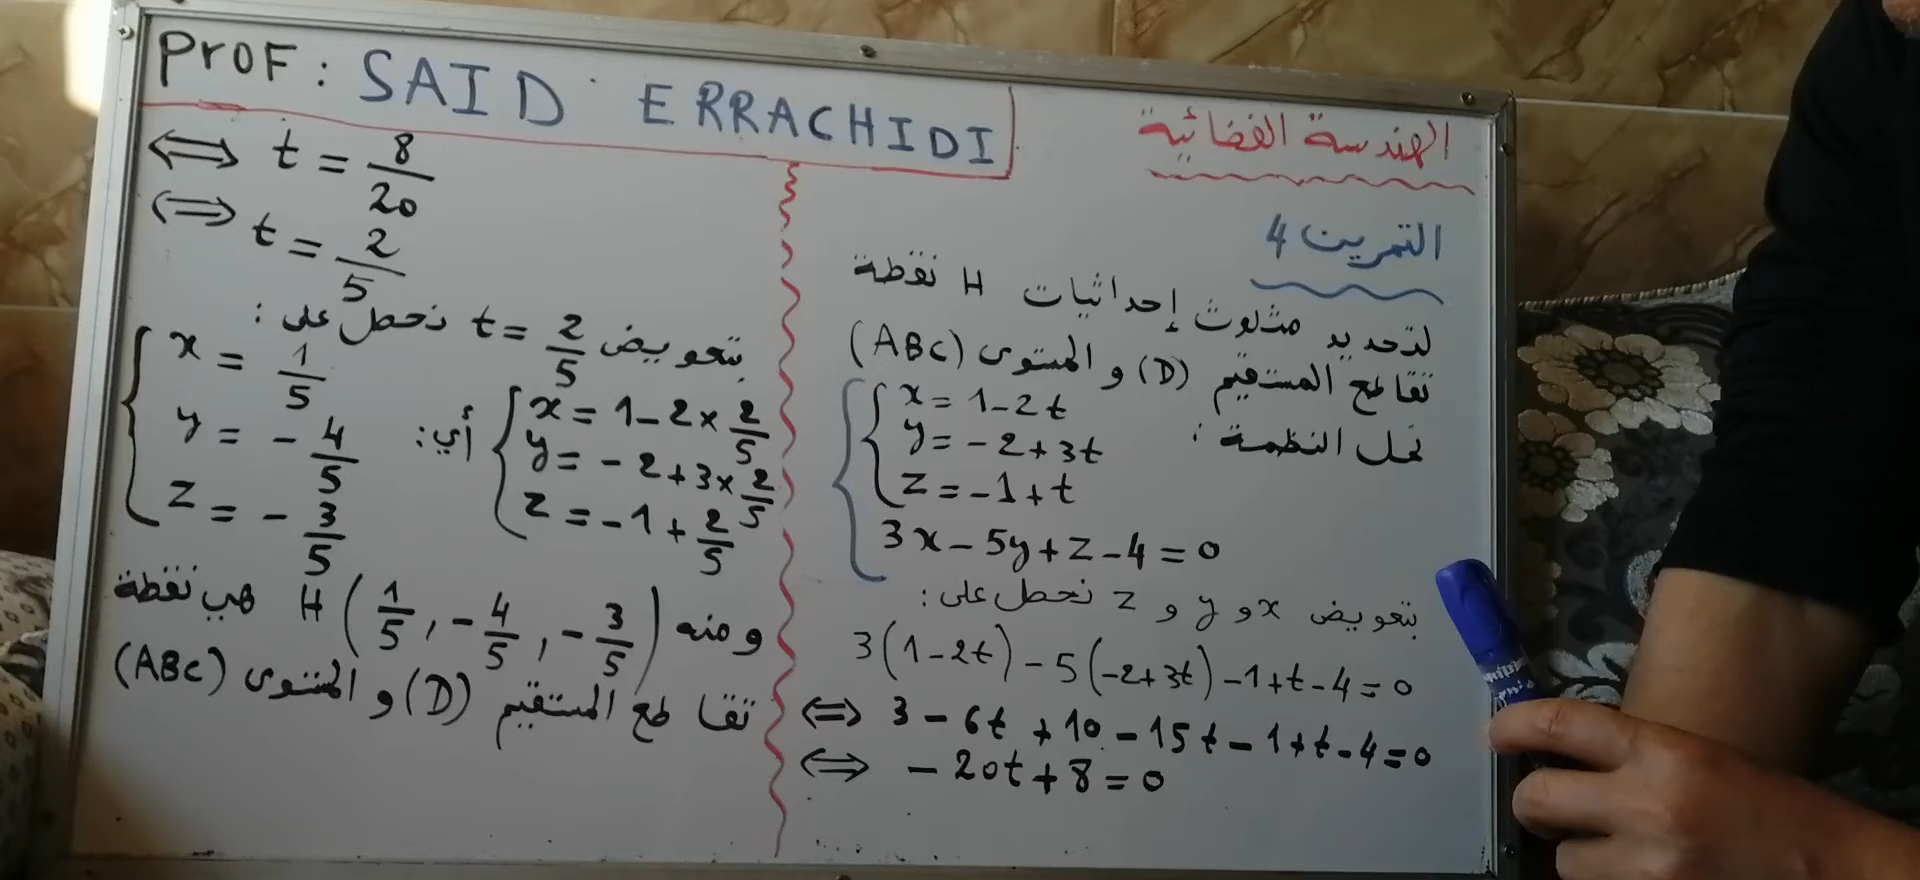 PROF: SAID ERRACHIDI
الهندسة الفضائية
التمرين 4
لتحديد مثلوث إحداثيات H نقطة
تقاطع المستقيم (D) و المستوى (ABC)
نحل النظمة :
x = 1 - 2t
y = -2 + 3t
z = -1 + t
3x - 5y + z - 4 = 0
بتعويض x و y و z نحصل على :
3(1-2t) - 5(-2+3t) - 1 + t - 4 = 0
⇔ 3 - 6t + 10 - 15t - 1 + t - 4 = 0
⇔ -20t + 8 = 0
⇔ t = 8/20
⇔ t = 2/5
بتعويض t = 2/5 نحصل على :
x = 1 - 2 × 2/5
y = -2 + 3 × 2/5
z = -1 + 2/5
أي :
x = 1/5
y = -4/5
z = -3/5
ومنه H(1/5, -4/5, -3/5) هي نقطة
تقاطع المستقيم (D) و المستوى (ABC)